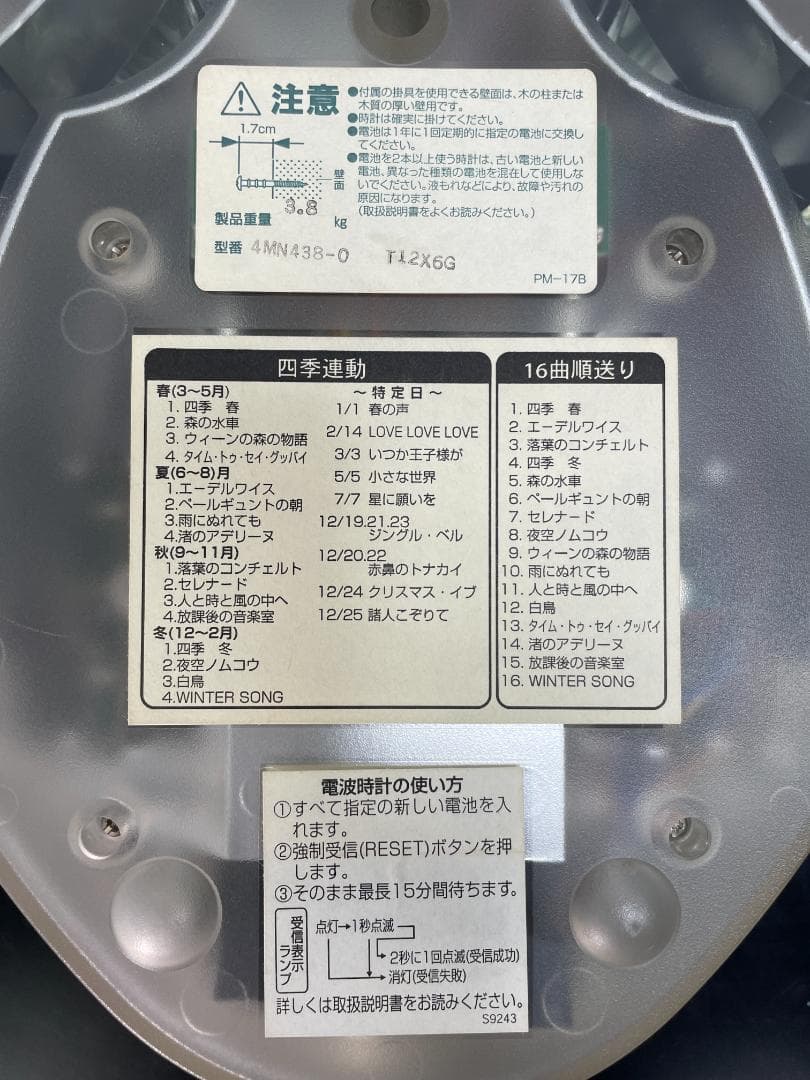 注意
1.7cm
壁面
製品重量 3.8 kg
型番 4MN438-0 T12X6G
●付属の掛具を使用できる壁面は、木の柱または
木質の厚い壁用です。
●時計は確実に掛けてください。
●電池は1年に1回定期的に指定の電池に交換し
てください。
●電池を2本以上使う時計は、古い電池と新しい
電池、異なった種類の電池を混在して使用しな
いでください。液もれなどにより、故障や汚れの
原因になります。
(取扱説明書をよくお読みください。)
PM-17B
四季連動
春(3〜5月)
1. 四季 春
2. 森の水車
3. ウィーンの森の物語
4. タイム・トゥ・セイ・グッバイ
夏(6〜8)月
1.エーデルワイス
2.ペールギュントの朝
3.雨にぬれても
4.渚のアデリーヌ
秋(9〜11月)
1.落葉のコンチェルト
2.セレナード
3.人と時と風の中へ
4.放課後の音楽室
冬(12〜2月)
1.四季 冬
2.夜空ノムコウ
3.白鳥
4.WINTER SONG
〜特定日〜
1/1 春の声
2/14 LOVE LOVE LOVE
3/3 いつか王子様が
5/5 小さな世界
7/7 星に願いを
12/19.21.23
ジングル・ベル
12/20.22
赤鼻のトナカイ
12/24 クリスマス・イブ
12/25 諸人こぞりて
16曲順送り
1. 四季 春
2. エーデルワイス
3. 落葉のコンチェルト
4. 四季 冬
5. 森の水車
6. ペールギュントの朝
7. セレナード
8. 夜空ノムコウ
9. ウィーンの森の物語
10. 雨にぬれても
11. 人と時と風の中へ
12. 白鳥
13. タイム・トゥ・セイ・グッバイ
14. 渚のアデリーヌ
15. 放課後の音楽室
16. WINTER SONG
電波時計の使い方
①すべて指定の新しい電池を入
れます。
②強制受信(RESET)ボタンを押
します。
③そのまま最長15分間待ちます。
受信表示
ランプ
点灯→1秒点滅
2秒に1回点滅(受信成功)
消灯(受信失敗)
詳しくは取扱説明書をお読みください。
S9243